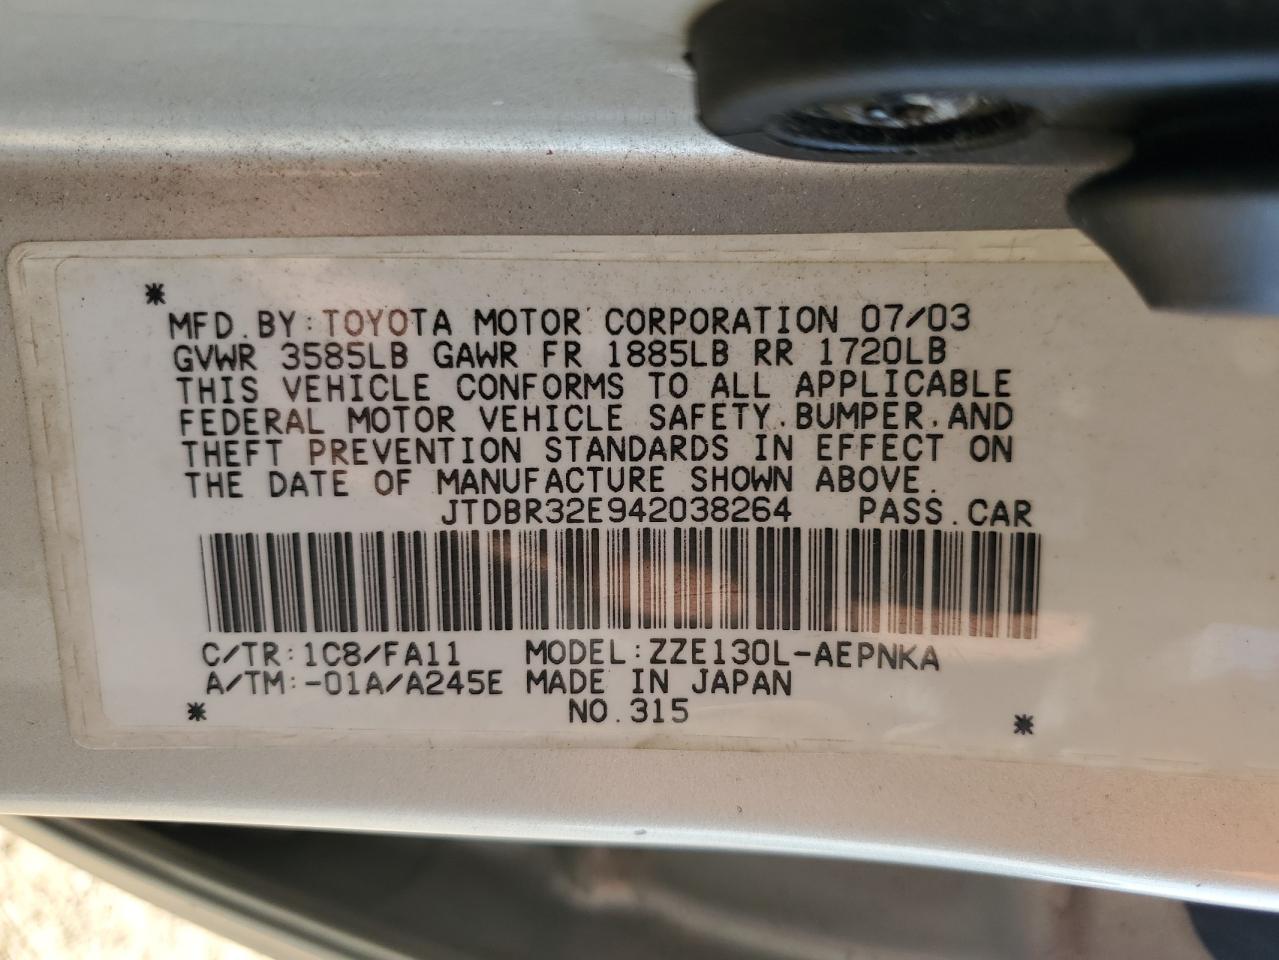 *
MFD.BY:TOYOTA MOTOR CORPORATION 07/03
GVWR 3585LB GAWR FR 1885LB RR 1720LB
THIS VEHICLE CONFORMS TO ALL APPLICABLE
FEDERAL MOTOR VEHICLE SAFETY,BUMPER,AND
THEFT PREVENTION STANDARDS IN EFFECT ON
THE DATE OF MANUFACTURE SHOWN ABOVE.
JTDBR32E942038264 PASS.CAR
C/TR:1C8/FA11 MODEL:ZZE130L-AEPNKA
A/TM:-01A/A245E MADE IN JAPAN
* NO.315 *